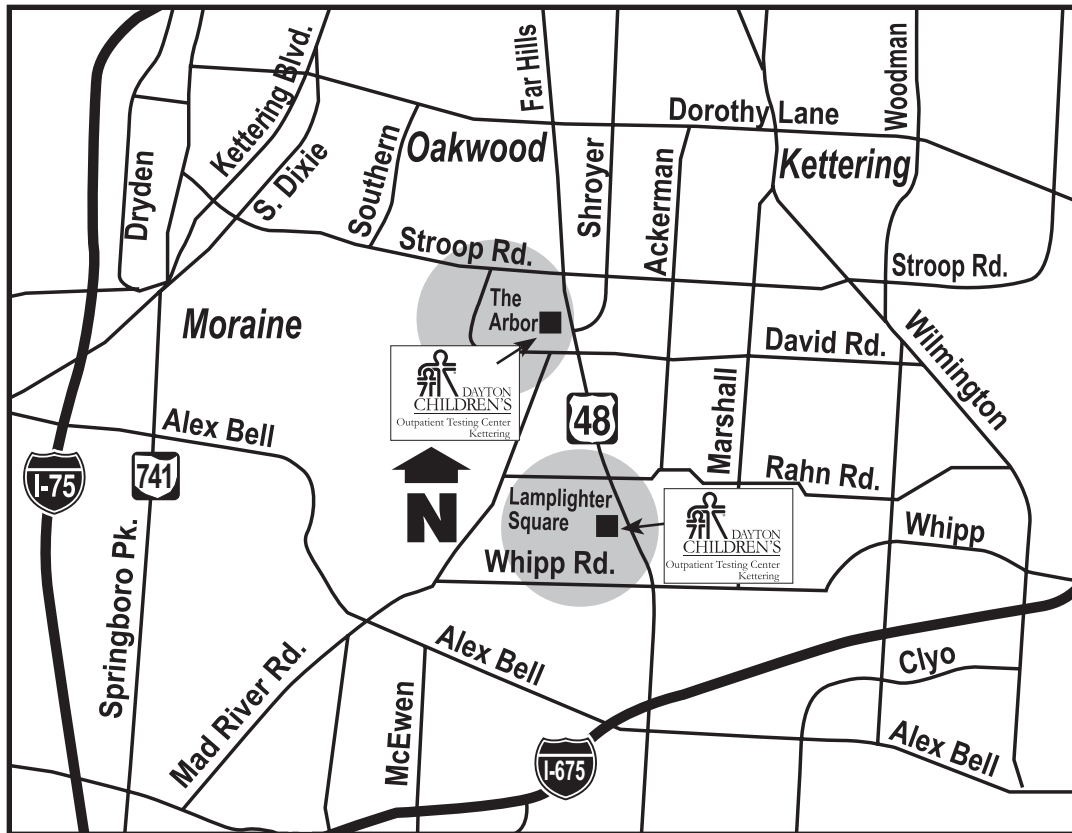 Kettering Blvd.
Far Hills
Woodman
Dorothy Lane
Dryden
S. Dixie
Southern
Oakwood
Shroyer
Ackerman
Kettering
Stroop Rd.
Stroop Rd.
The
Arbor
Moraine
David Rd.
Wilmington
DAYTON
CHILDREN'S
Outpatient Testing Center
Kettering
48
Marshall
Alex Bell
I-75
741
N
Rahn Rd.
Lamplighter
Square
DAYTON
CHILDREN'S
Outpatient Testing Center
Kettering
Whipp
Whipp Rd.
Springboro Pk.
Mad River Rd.
Alex Bell
McEwen
Clyo
I-675
Alex Bell